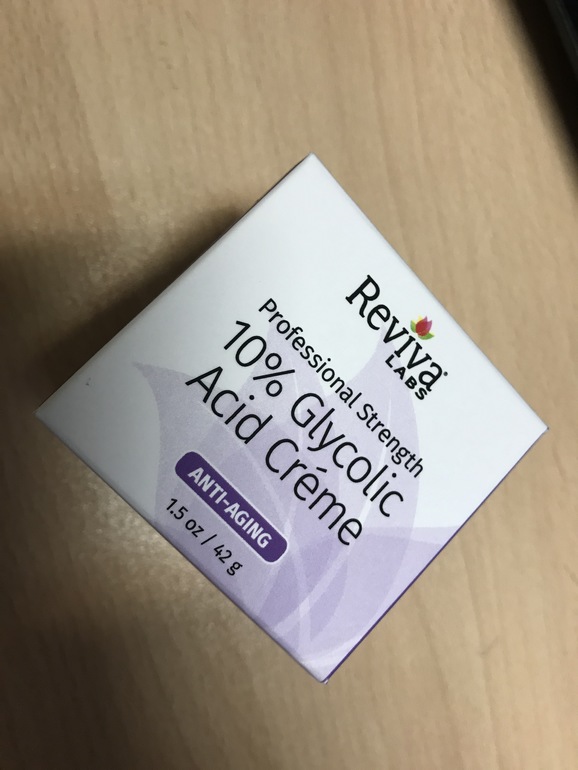 Reviva
LABS
Professional Strength
10% Glycolic
Acid Créme
ANTI-AGING
1.5 oz / 42 g